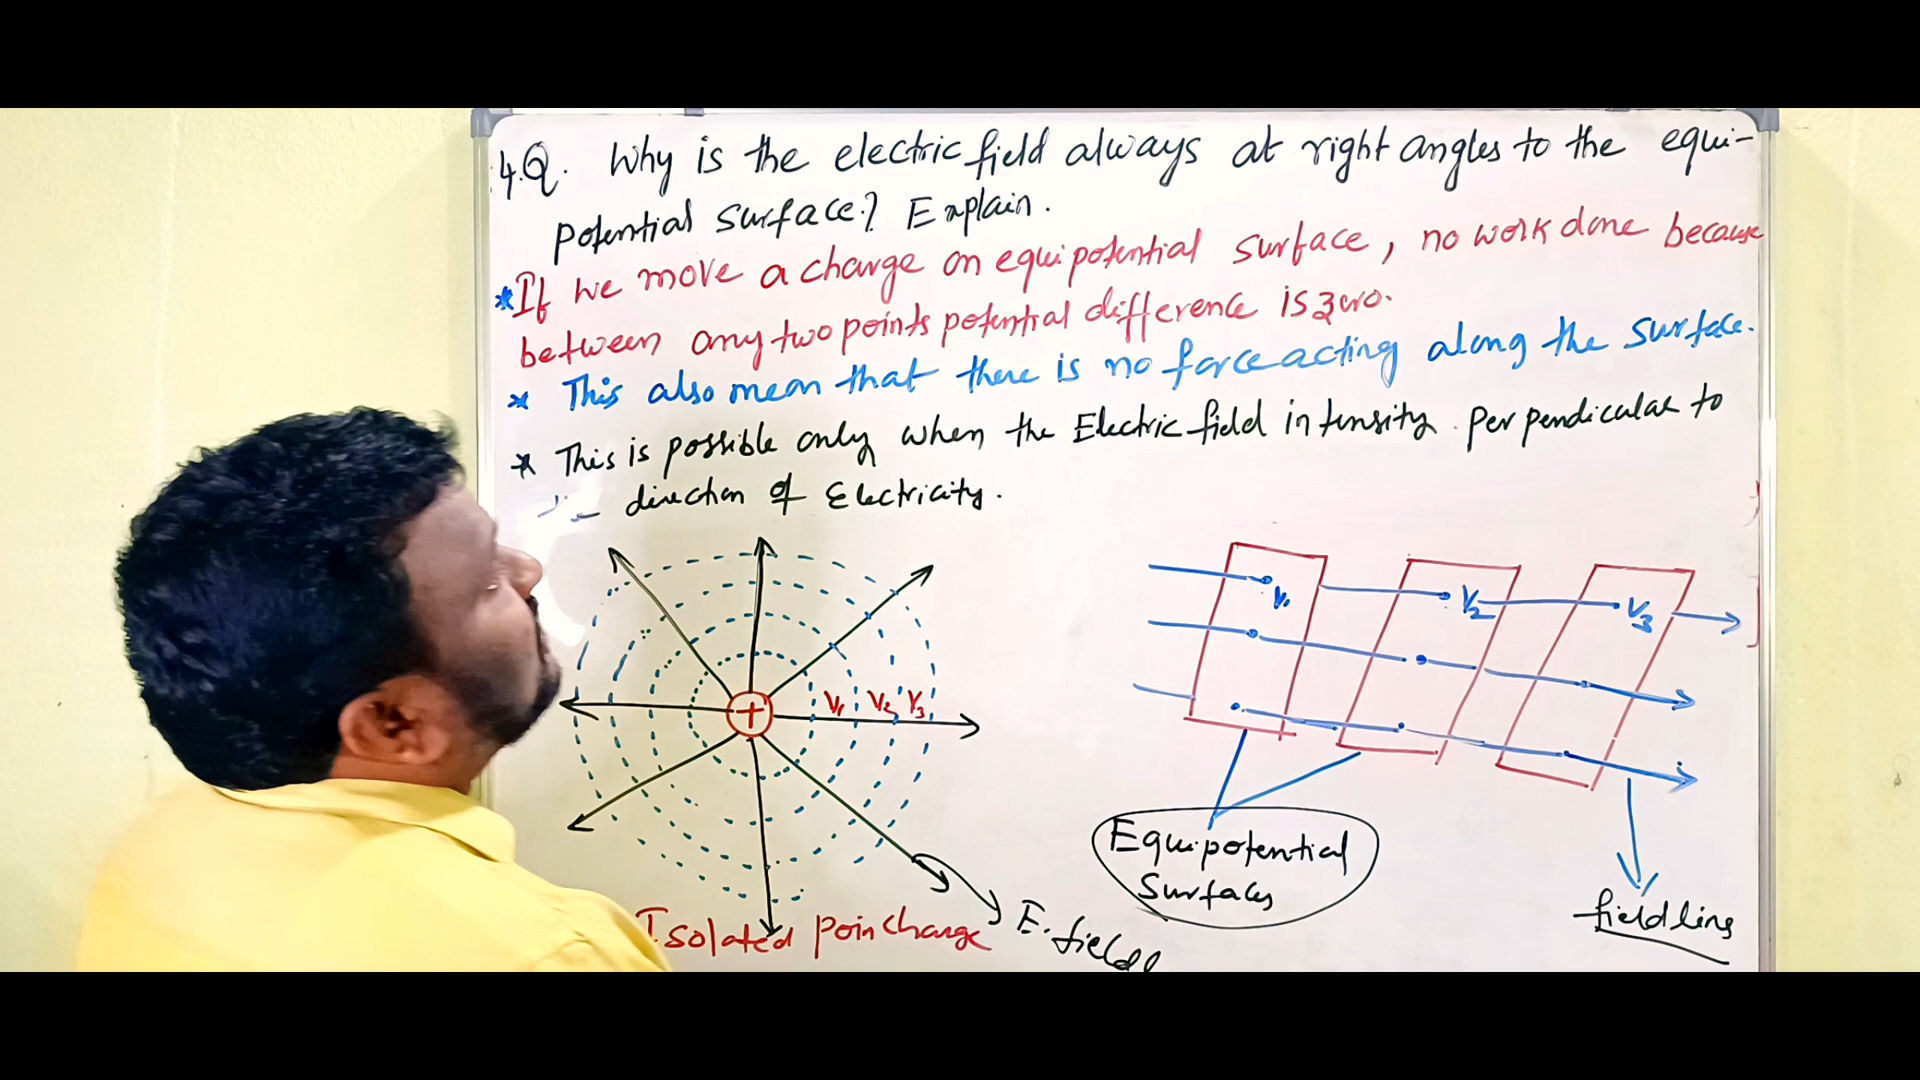 4.Q. Why is the electric field always at right angles to the equi-
potential surface? Explain.
*If we move a charge on equipotential surface, no work done because
between any two points potential difference is zero.
* This also mean that there is no force acting along the surface.
* This is possible only when the Electric field intensity perpendicular to
direction of Electricity.
V1 V2 V3
+
V1 V2 V3
Equipotential
Surfaces
field line
Isolated poin charge
E. field